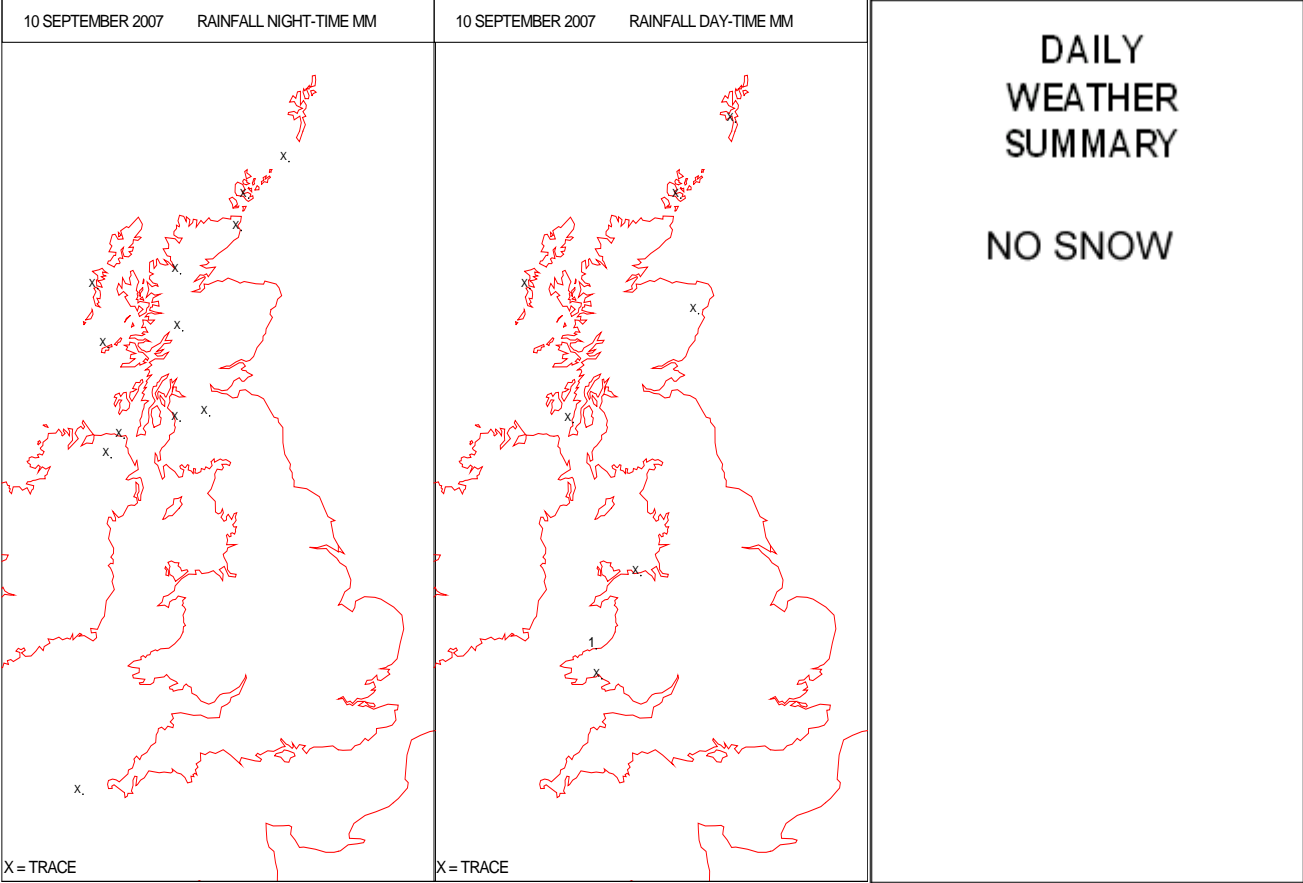 10 SEPTEMBER 2007 RAINFALL NIGHT-TIME MM
X.
X.
X.
X.
X.
X.
X.
X.
X.
X.
X.
X.
X = TRACE
10 SEPTEMBER 2007 RAINFALL DAY-TIME MM
X.
X.
X.
X.
X.
X.
1.
X.
X = TRACE
DAILY
WEATHER
SUMMARY
NO SNOW